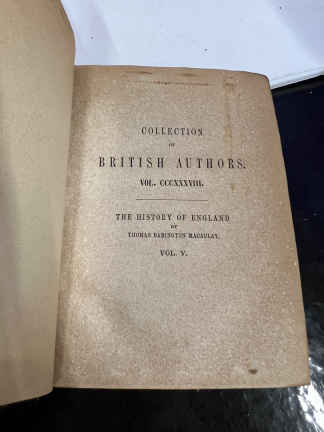 COLLECTION
OF
BRITISH AUTHORS.
VOL. CCCXXXVIII.
THE HISTORY OF ENGLAND
BY
THOMAS BABINGTON MACAULAY.
VOL. V.